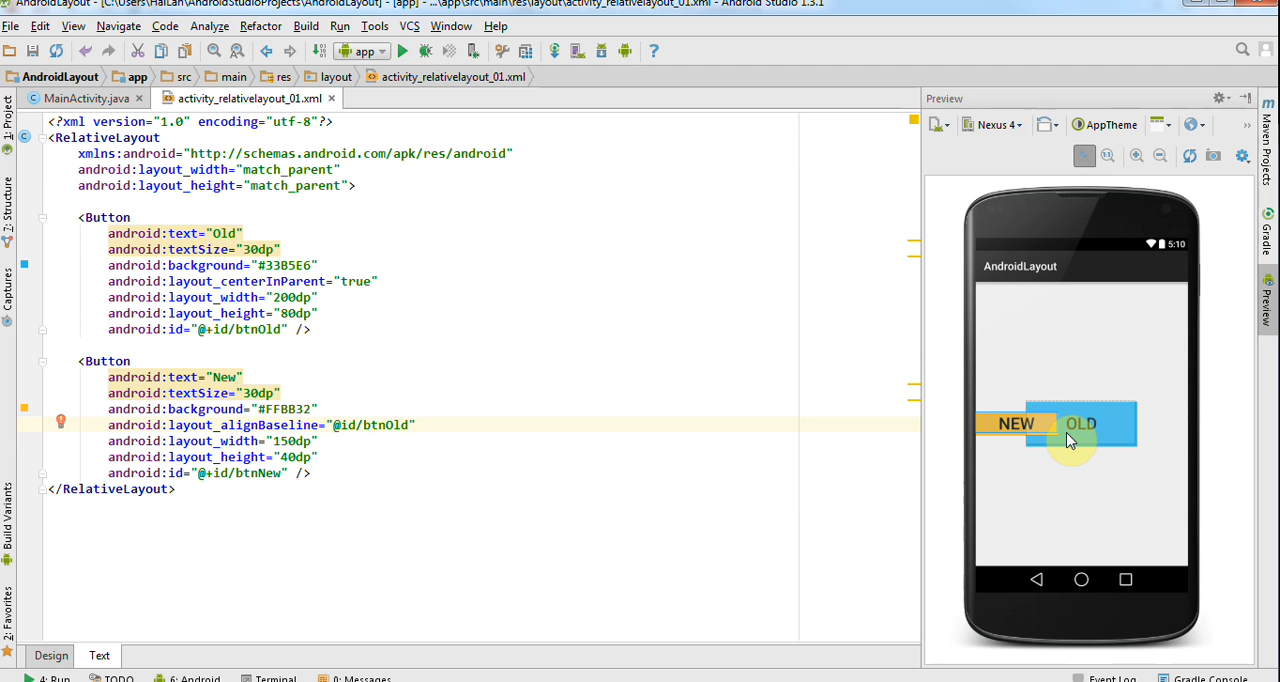 AndroidLayout - [C:\Users\HaiLan\AndroidStudioProjects\AndroidLayout] - [app] - ...\app\src\main\res\layout\activity_relativelayout_01.xml - Android Studio 1.3.1
File Edit View Navigate Code Analyze Refactor Build Run Tools VCS Window Help
app
AndroidLayout app src main res layout activity_relativelayout_01.xml
MainActivity.java activity_relativelayout_01.xml
Preview
1: Project
7: Structure
Captures
Build Variants
2: Favorites
<?xml version="1.0" encoding="utf-8"?>
<RelativeLayout
xmlns:android="http://schemas.android.com/apk/res/android"
android:layout_width="match_parent"
android:layout_height="match_parent">
<Button
android:text="Old"
android:textSize="30dp"
android:background="#33B5E6"
android:layout_centerInParent="true"
android:layout_width="200dp"
android:layout_height="80dp"
android:id="@+id/btnOld" />
<Button
android:text="New"
android:textSize="30dp"
android:background="#FFBB32"
android:layout_alignBaseline="@id/btnOld"
android:layout_width="150dp"
android:layout_height="40dp"
android:id="@+id/btnNew" />
</RelativeLayout>
Nexus 4 AppTheme
5:10
AndroidLayout
NEW OLD
Maven Projects
Gradle
Preview
Design Text
4: Run TODO 6: Android Terminal 0: Messages Event Log Gradle Console